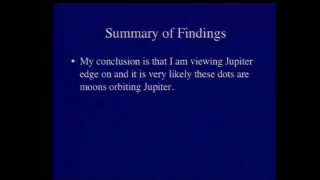 Summary of Findings
• My conclusion is that I am viewing Jupiter
edge on and it is very likely these dots are
moons orbiting Jupiter.